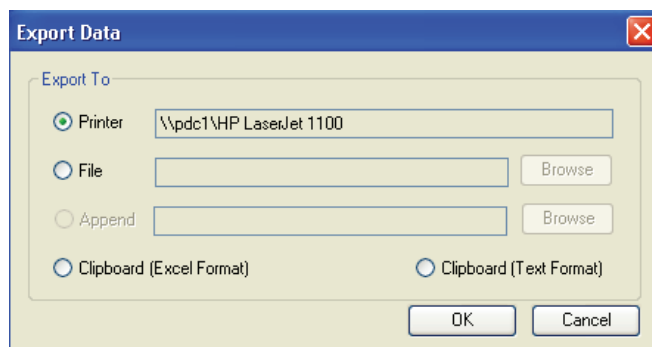 Export Data
Export To
Printer \\pdc1\HP LaserJet 1100
File Browse
Append Browse
Clipboard (Excel Format) Clipboard (Text Format)
OK Cancel